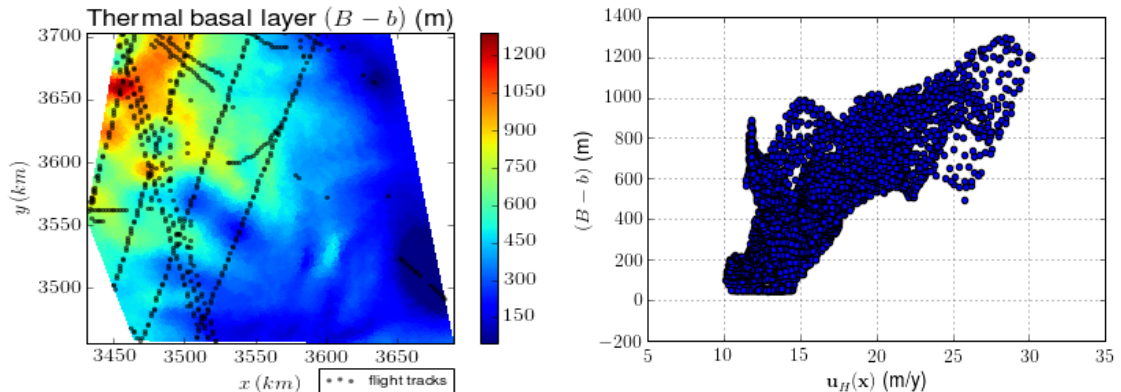 Thermal basal layer (B − b) (m)
3700
3650
3600
3550
3500
y (km)
3450 3500 3550 3600 3650
x (km)
flight tracks
1200
1050
900
750
600
450
300
150
1400
1200
1000
800
600
400
200
0
−200
(B − b) (m)
5 10 15 20 25 30 35
u_H(x) (m/y)